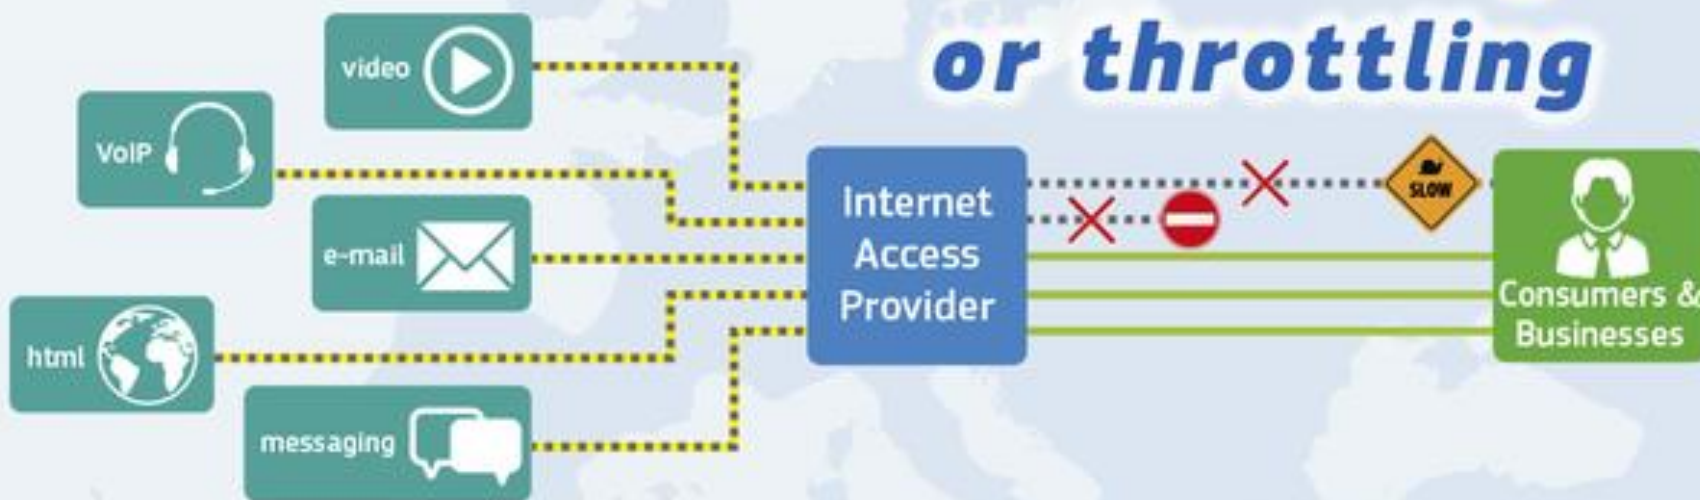 or throttling
video
VoIP
e-mail
html
messaging
Internet
Access
Provider
SLOW
Consumers &
Businesses